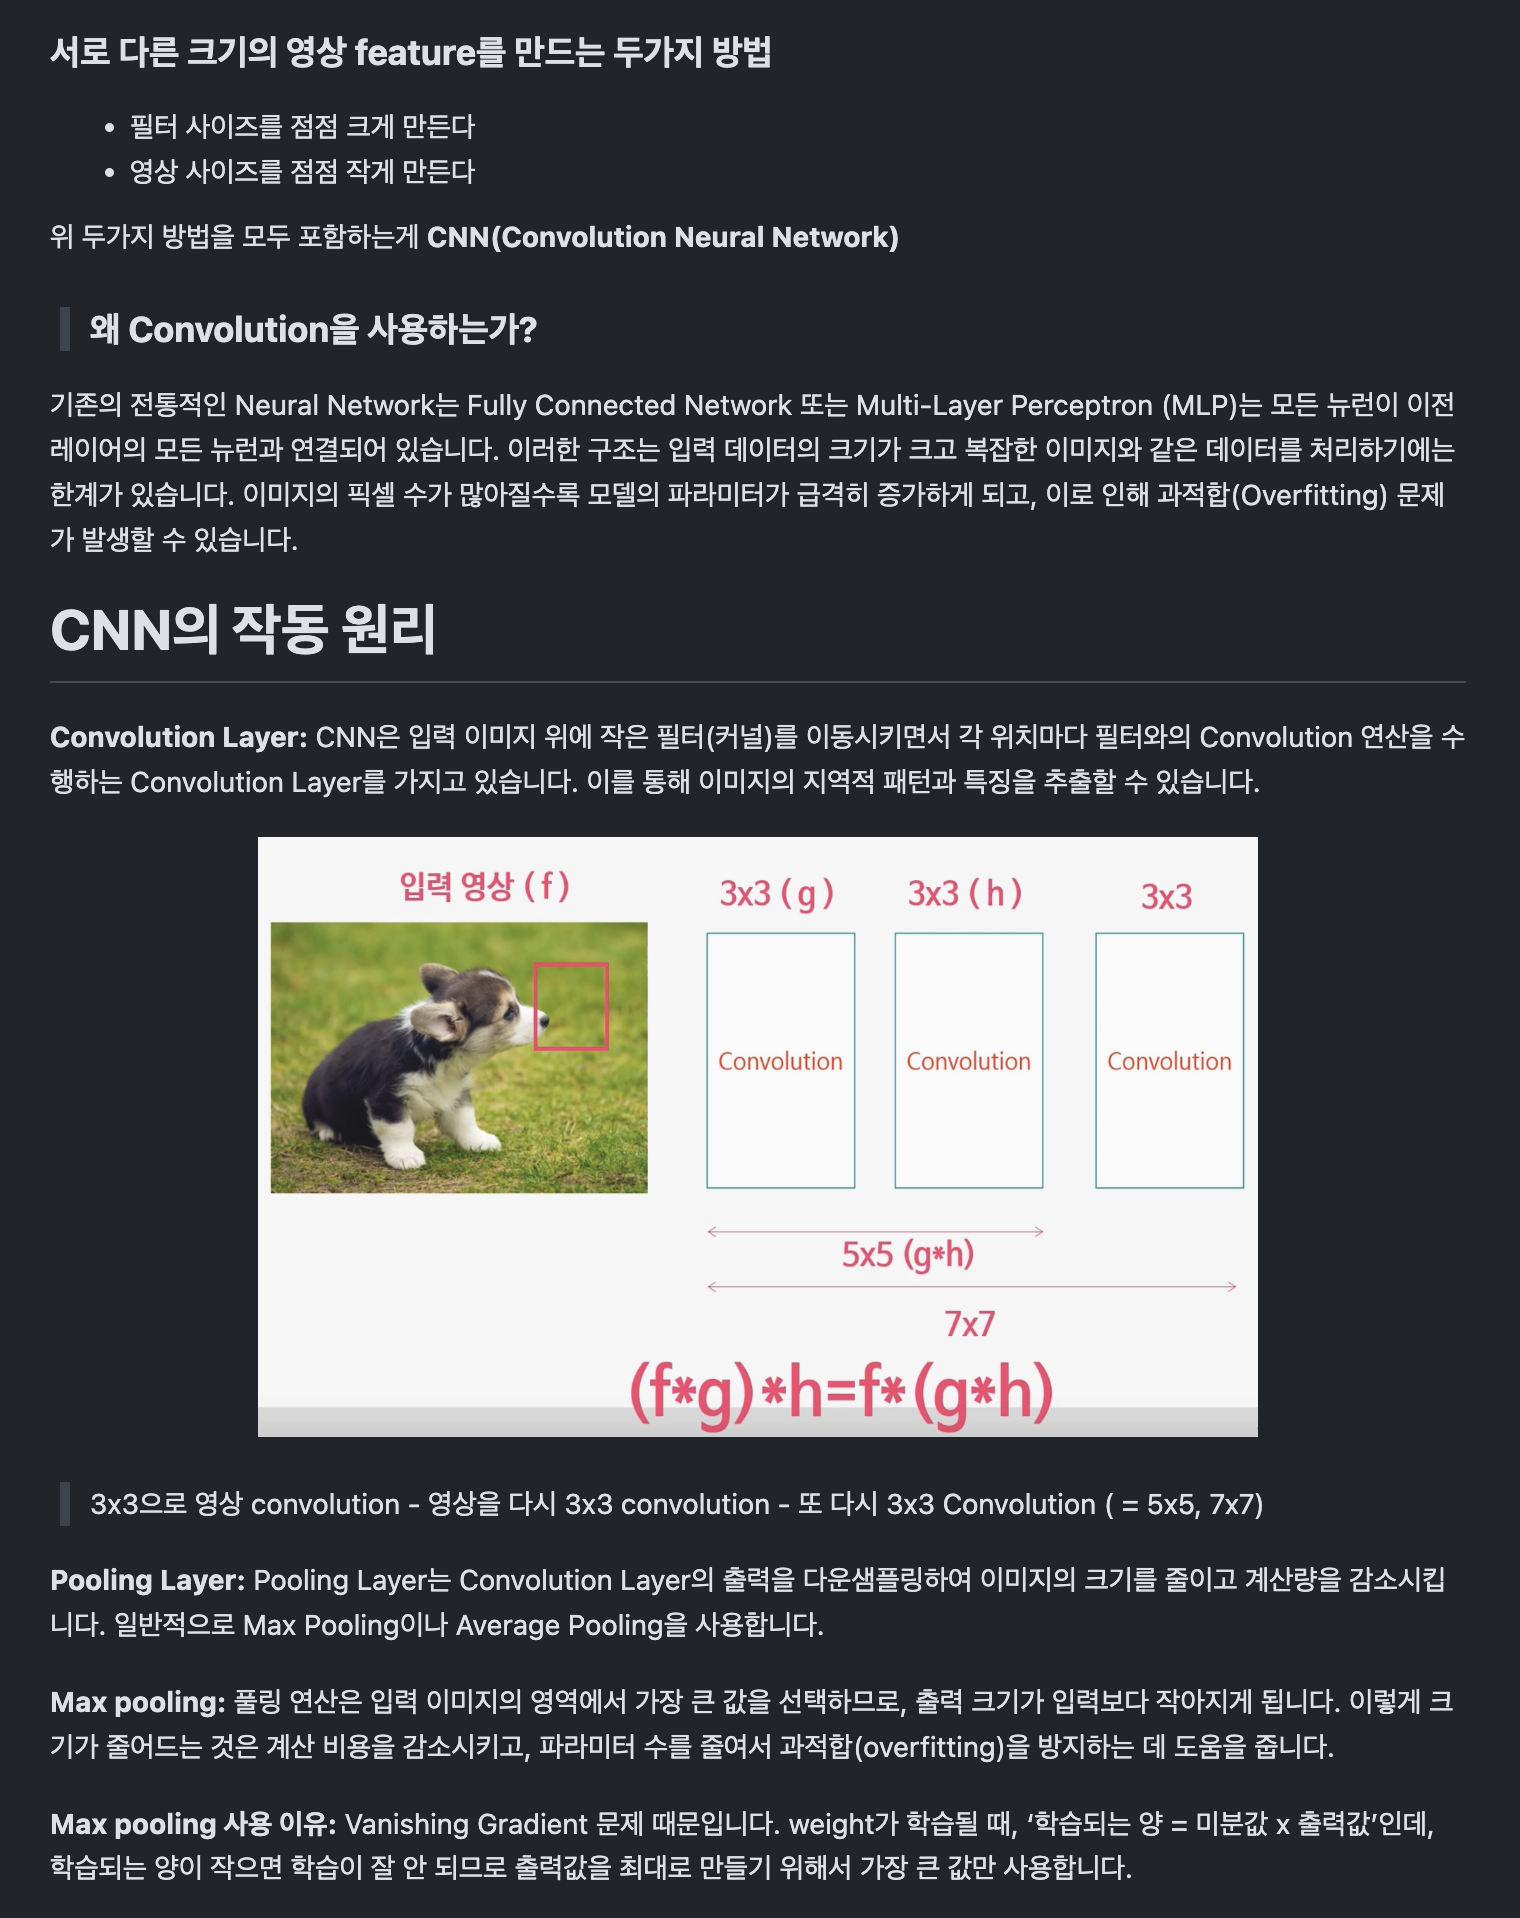 서로 다른 크기의 영상 feature를 만드는 두가지 방법
• 필터 사이즈를 점점 크게 만든다
• 영상 사이즈를 점점 작게 만든다
위 두가지 방법을 모두 포함하는게 CNN(Convolution Neural Network)
왜 Convolution을 사용하는가?
기존의 전통적인 Neural Network는 Fully Connected Network 또는 Multi-Layer Perceptron (MLP)는 모든 뉴런이 이전
레이어의 모든 뉴런과 연결되어 있습니다. 이러한 구조는 입력 데이터의 크기가 크고 복잡한 이미지와 같은 데이터를 처리하기에는
한계가 있습니다. 이미지의 픽셀 수가 많아질수록 모델의 파라미터가 급격히 증가하게 되고, 이로 인해 과적합(Overfitting) 문제
가 발생할 수 있습니다.
CNN의 작동 원리
Convolution Layer: CNN은 입력 이미지 위에 작은 필터(커널)를 이동시키면서 각 위치마다 필터와의 Convolution 연산을 수
행하는 Convolution Layer를 가지고 있습니다. 이를 통해 이미지의 지역적 패턴과 특징을 추출할 수 있습니다.
입력 영상 ( f )
3x3 ( g )
3x3 ( h )
3x3
Convolution
Convolution
Convolution
5x5 (g*h)
7x7
(f*g)*h=f*(g*h)
3x3으로 영상 convolution - 영상을 다시 3x3 convolution - 또 다시 3x3 Convolution ( = 5x5, 7x7)
Pooling Layer: Pooling Layer는 Convolution Layer의 출력을 다운샘플링하여 이미지의 크기를 줄이고 계산량을 감소시킵
니다. 일반적으로 Max Pooling이나 Average Pooling을 사용합니다.
Max pooling: 풀링 연산은 입력 이미지의 영역에서 가장 큰 값을 선택하므로, 출력 크기가 입력보다 작아지게 됩니다. 이렇게 크
기가 줄어드는 것은 계산 비용을 감소시키고, 파라미터 수를 줄여서 과적합(overfitting)을 방지하는 데 도움을 줍니다.
Max pooling 사용 이유: Vanishing Gradient 문제 때문입니다. weight가 학습될 때, ‘학습되는 양 = 미분값 x 출력값’인데,
학습되는 양이 작으면 학습이 잘 안 되므로 출력값을 최대로 만들기 위해서 가장 큰 값만 사용합니다.